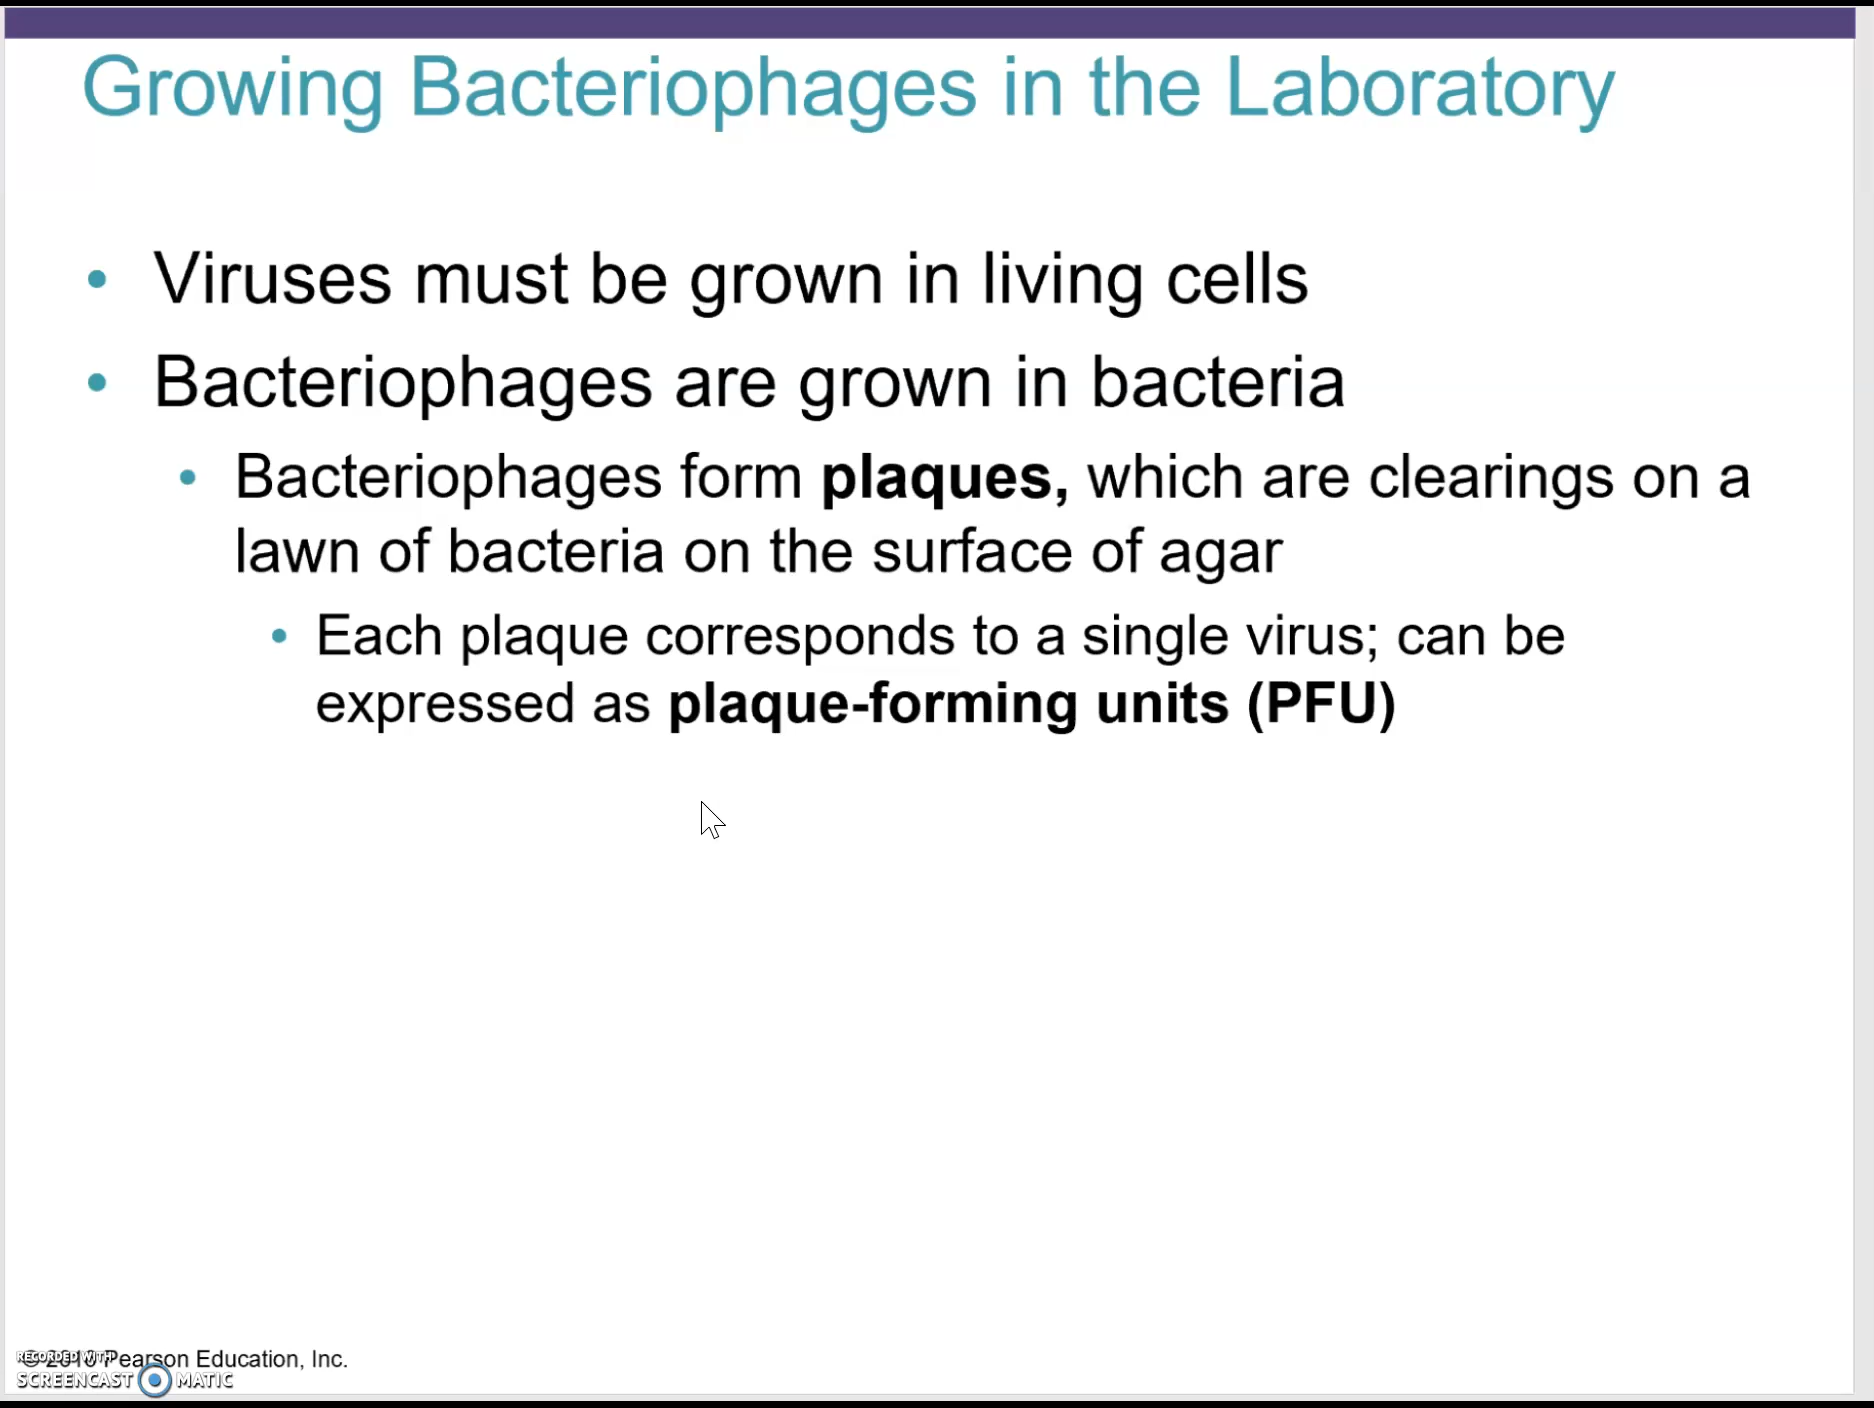 Growing Bacteriophages in the Laboratory
• Viruses must be grown in living cells
• Bacteriophages are grown in bacteria
• Bacteriophages form plaques, which are clearings on a
lawn of bacteria on the surface of agar
• Each plaque corresponds to a single virus; can be
expressed as plaque-forming units (PFU)
Pearson Education, Inc.
RECORDED WITH
SCREENCAST MATIC